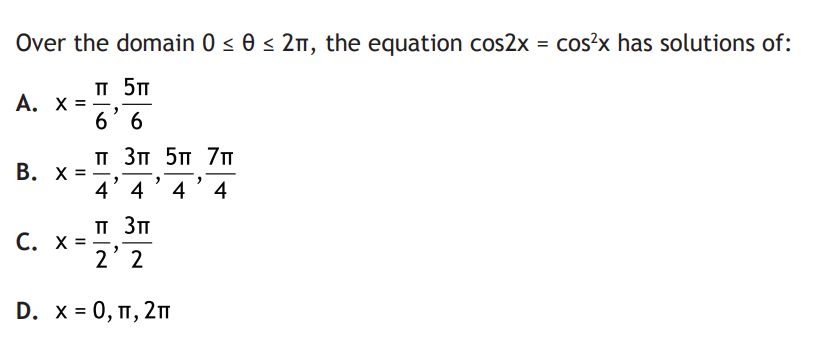 Over the domain 0 ≤ θ ≤ 2π, the equation cos2x = cos²x has solutions of:
A. x = π/6, 5π/6
B. x = π/4, 3π/4, 5π/4, 7π/4
C. x = π/2, 3π/2
D. x = 0, π, 2π